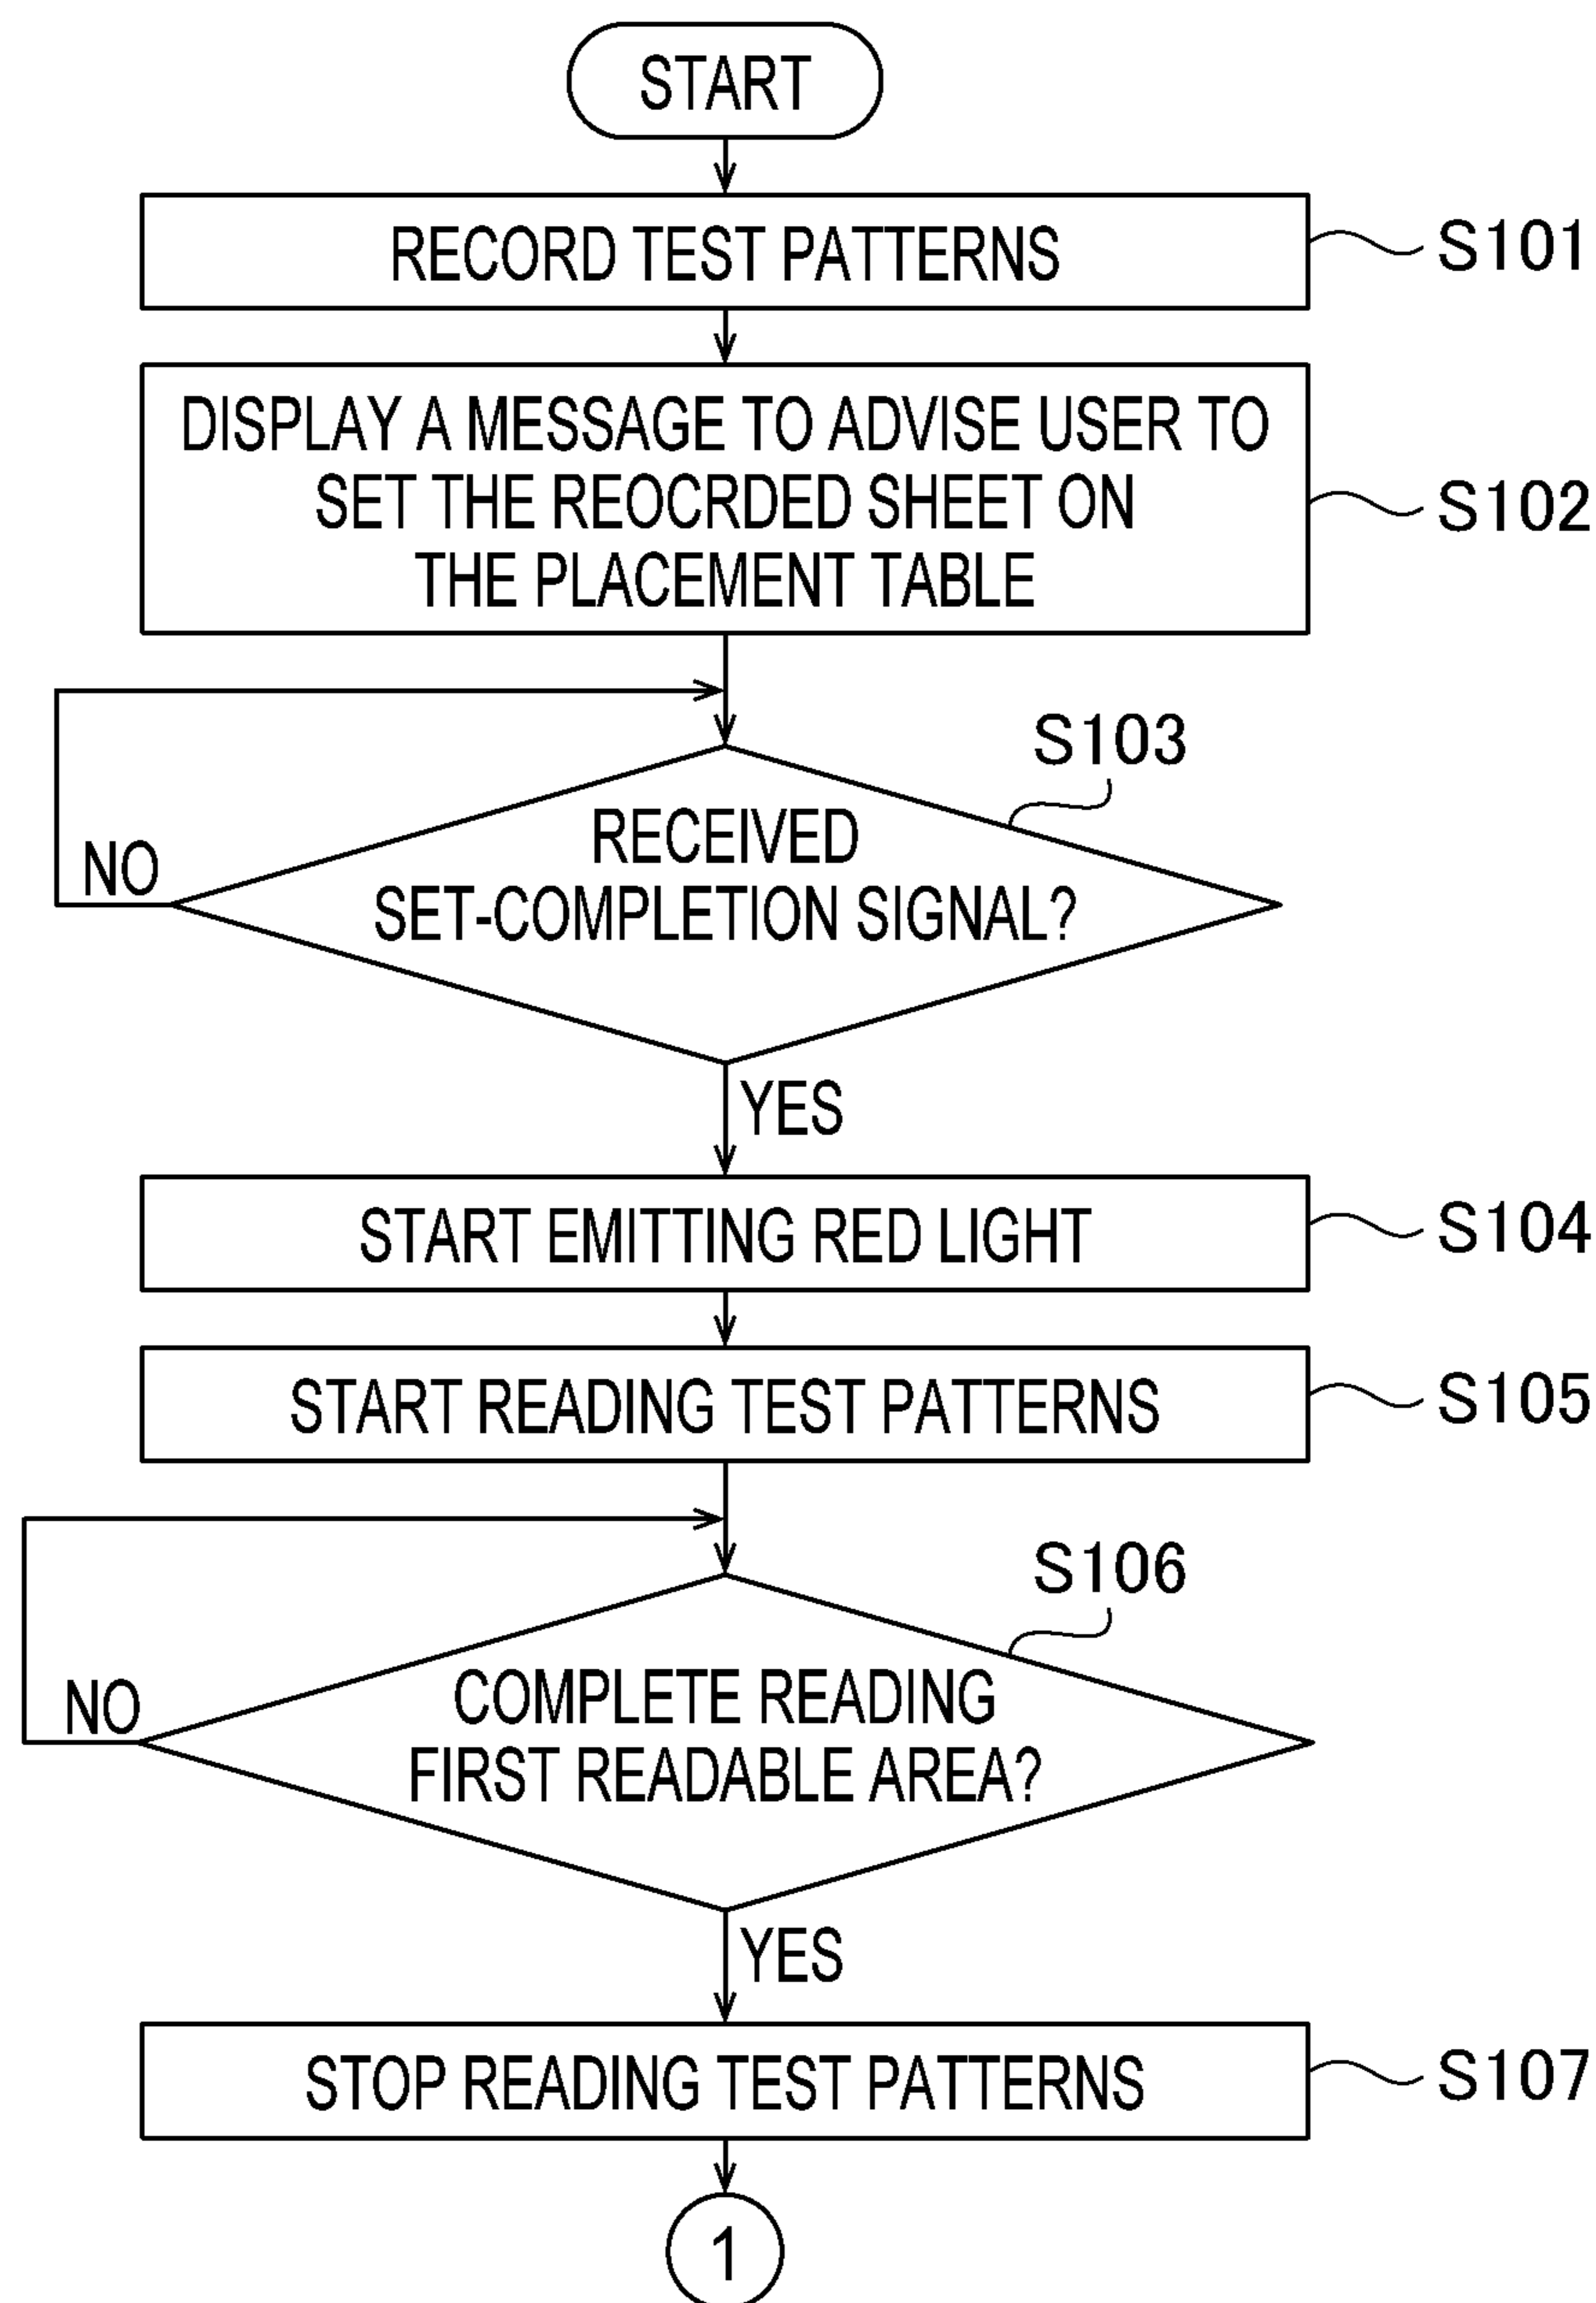 START
RECORD TEST PATTERNS
S101
DISPLAY A MESSAGE TO ADVISE USER TO
SET THE REOCRDED SHEET ON
THE PLACEMENT TABLE
S102
S103
RECEIVED
SET-COMPLETION SIGNAL?
NO
YES
START EMITTING RED LIGHT
S104
START READING TEST PATTERNS
S105
S106
COMPLETE READING
FIRST READABLE AREA?
NO
YES
STOP READING TEST PATTERNS
S107
1